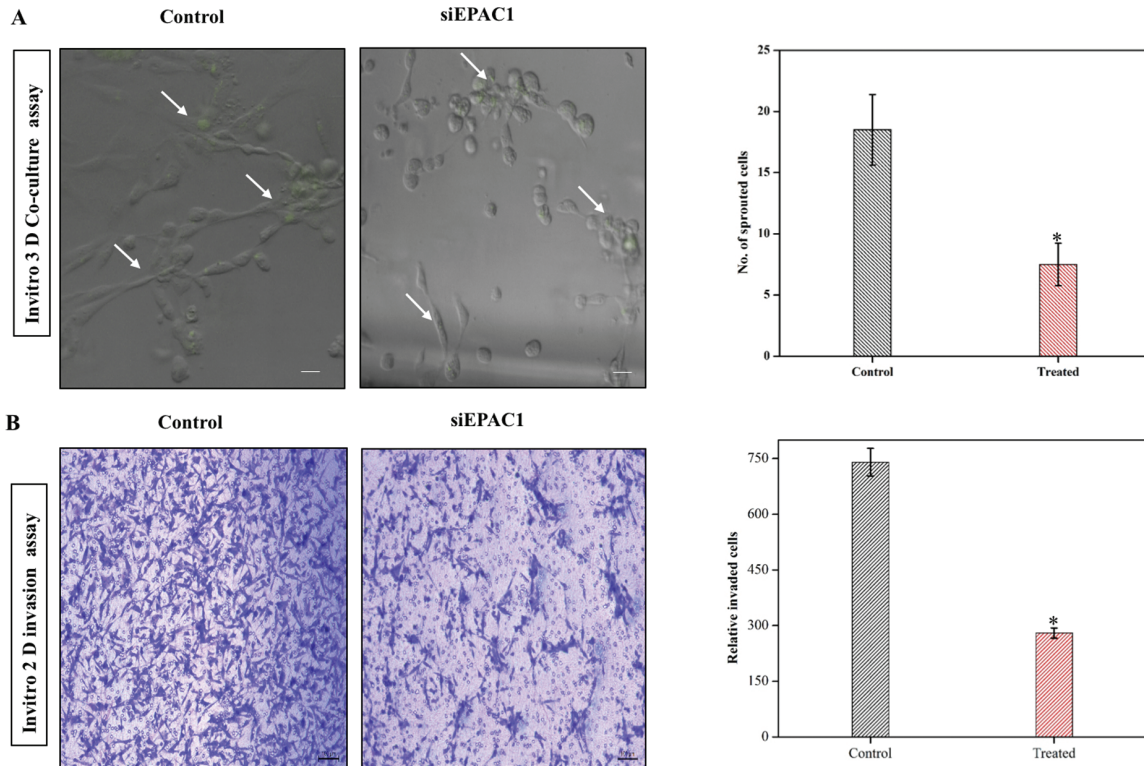 A
Control
siEPAC1
Invitro 3 D Co-culture assay
25
20
15
10
5
0
No. of sprouted cells
*
Control
Treated
B
Control
siEPAC1
Invitro 2 D invasion assay
750
600
450
300
150
0
Relative invaded cells
*
Control
Treated